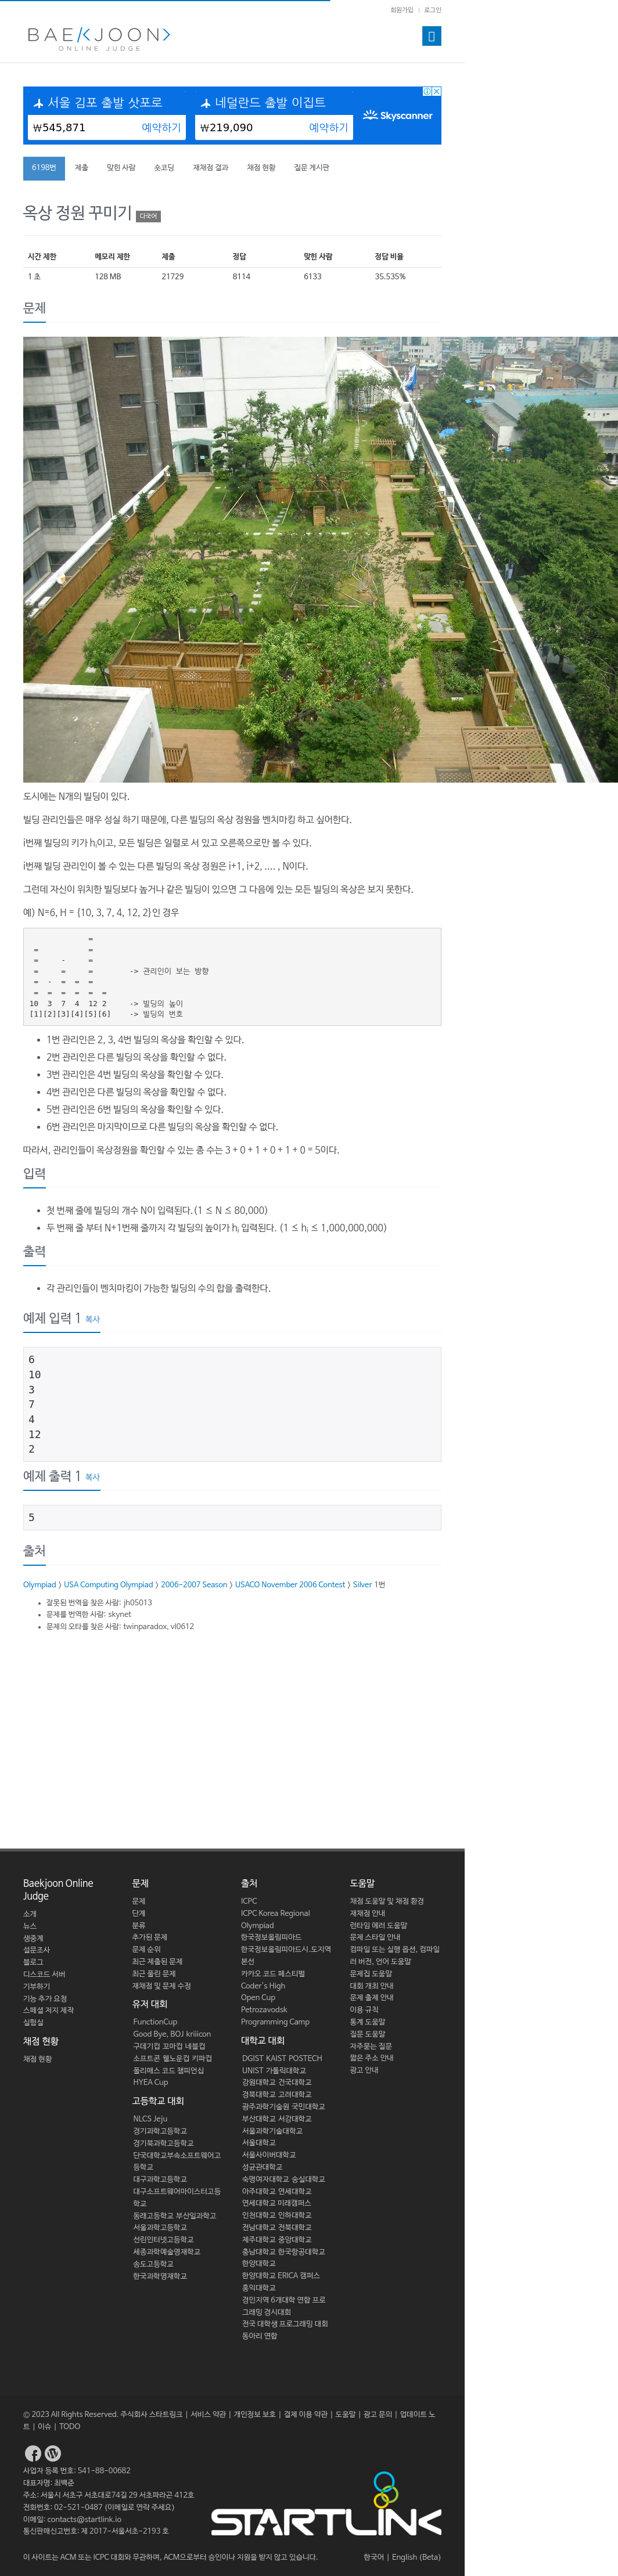 회원가입 | 로그인
BAEKJOON>
ONLINE JUDGE
서울 김포 출발 삿포로
₩545,871 예약하기
네덜란드 출발 이집트
₩219,090 예약하기
Skyscanner
6198번 제출 맞힌 사람 숏코딩 재채점 결과 채점 현황 질문 게시판
옥상 정원 꾸미기 다국어
시간 제한 메모리 제한 제출 정답 맞힌 사람 정답 비율
1 초 128 MB 21729 8114 6133 35.535%
문제
도시에는 N개의 빌딩이 있다.
빌딩 관리인들은 매우 성실 하기 때문에, 다른 빌딩의 옥상 정원을 벤치마킹 하고 싶어한다.
i번째 빌딩의 키가 hi이고, 모든 빌딩은 일렬로 서 있고 오른쪽으로만 볼 수 있다.
i번째 빌딩 관리인이 볼 수 있는 다른 빌딩의 옥상 정원은 i+1, i+2, .... , N이다.
그런데 자신이 위치한 빌딩보다 높거나 같은 빌딩이 있으면 그 다음에 있는 모든 빌딩의 옥상은 보지 못한다.
예) N=6, H = {10, 3, 7, 4, 12, 2}인 경우
=
= =
= - =
= = = -> 관리인이 보는 방향
= - = = =
= = = = = =
10 3 7 4 12 2 -> 빌딩의 높이
[1][2][3][4][5][6] -> 빌딩의 번호
• 1번 관리인은 2, 3, 4번 빌딩의 옥상을 확인할 수 있다.
• 2번 관리인은 다른 빌딩의 옥상을 확인할 수 없다.
• 3번 관리인은 4번 빌딩의 옥상을 확인할 수 있다.
• 4번 관리인은 다른 빌딩의 옥상을 확인할 수 없다.
• 5번 관리인은 6번 빌딩의 옥상을 확인할 수 있다.
• 6번 관리인은 마지막이므로 다른 빌딩의 옥상을 확인할 수 없다.
따라서, 관리인들이 옥상정원을 확인할 수 있는 총 수는 3 + 0 + 1 + 0 + 1 + 0 = 5이다.
입력
• 첫 번째 줄에 빌딩의 개수 N이 입력된다.(1 ≤ N ≤ 80,000)
• 두 번째 줄 부터 N+1번째 줄까지 각 빌딩의 높이가 hi 입력된다. (1 ≤ hi ≤ 1,000,000,000)
출력
• 각 관리인들이 벤치마킹이 가능한 빌딩의 수의 합을 출력한다.
예제 입력 1 복사
6
10
3
7
4
12
2
예제 출력 1 복사
5
출처
Olympiad > USA Computing Olympiad > 2006-2007 Season > USACO November 2006 Contest > Silver 1번
• 잘못된 번역을 찾은 사람: jh05013
• 문제를 번역한 사람: skynet
• 문제의 오타를 찾은 사람: twinparadox, vl0612
Baekjoon Online
Judge
소개
뉴스
생중계
설문조사
블로그
디스코드 서버
기부하기
기능 추가 요청
스페셜 저지 제작
실험실
채점 현황
채점 현황
문제
문제
단계
분류
추가된 문제
문제 순위
최근 제출된 문제
최근 풀린 문제
재채점 및 문제 수정
유저 대회
FunctionCup
Good Bye, BOJ kriiicon
구데기컵 꼬마컵 네블컵
소프트콘 웰노운컵 키파컵
폴리매스 코드 챔피언십
HYEA Cup
고등학교 대회
NLCS Jeju
경기과학고등학교
경기북과학고등학교
단국대학교부속소프트웨어고
등학교
대구과학고등학교
대구소프트웨어마이스터고등
학교
동래고등학교 부산일과학고
서울과학고등학교
선린인터넷고등학교
세종과학예술영재학교
송도고등학교
한국과학영재학교
출처
ICPC
ICPC Korea Regional
Olympiad
한국정보올림피아드
한국정보올림피아드시.도지역
본선
카카오 코드 페스티벌
Coder's High
Open Cup
Petrozavodsk
Programming Camp
대학교 대회
DGIST KAIST POSTECH
UNIST 가톨릭대학교
강원대학교 건국대학교
경북대학교 고려대학교
광주과학기술원 국민대학교
부산대학교 서강대학교
서울과학기술대학교
서울대학교
서울사이버대학교
성균관대학교
숙명여자대학교 숭실대학교
아주대학교 연세대학교
연세대학교 미래캠퍼스
인천대학교 인하대학교
전남대학교 전북대학교
제주대학교 중앙대학교
충남대학교 한국항공대학교
한양대학교
한양대학교 ERICA 캠퍼스
홍익대학교
경인지역 6개대학 연합 프로
그래밍 경시대회
전국 대학생 프로그래밍 대회
동아리 연합
도움말
채점 도움말 및 채점 환경
재채점 안내
런타임 에러 도움말
문제 스타일 안내
컴파일 또는 실행 옵션, 컴파일
러 버전, 언어 도움말
문제집 도움말
대회 개최 안내
문제 출제 안내
이용 규칙
통계 도움말
질문 도움말
자주묻는 질문
짧은 주소 안내
광고 안내
© 2023 All Rights Reserved. 주식회사 스타트링크 | 서비스 약관 | 개인정보 보호 | 결제 이용 약관 | 도움말 | 광고 문의 | 업데이트 노
트 | 이슈 | TODO
사업자 등록 번호: 541-88-00682
대표자명: 최백준
주소: 서울시 서초구 서초대로74길 29 서초파라곤 412호
전화번호: 02-521-0487 (이메일로 연락 주세요)
이메일: contacts@startlink.io
통신판매신고번호: 제 2017-서울서초-2193 호
STARTLINK
이 사이트는 ACM 또는 ICPC 대회와 무관하며, ACM으로부터 승인이나 지원을 받지 않고 있습니다. 한국어 | English (Beta)